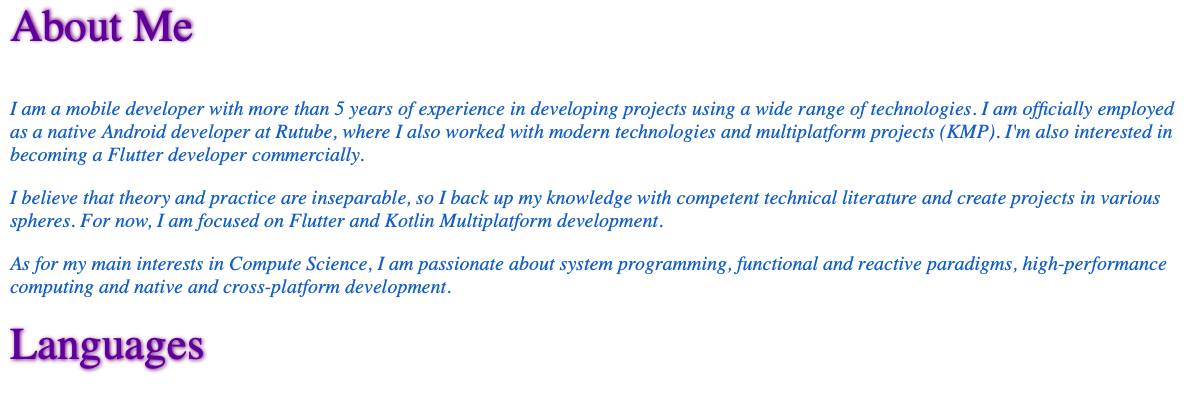 About Me
I am a mobile developer with more than 5 years of experience in developing projects using a wide range of technologies. I am officially employed
as a native Android developer at Rutube, where I also worked with modern technologies and multiplatform projects (KMP). I'm also interested in
becoming a Flutter developer commercially.
I believe that theory and practice are inseparable, so I back up my knowledge with competent technical literature and create projects in various
spheres. For now, I am focused on Flutter and Kotlin Multiplatform development.
As for my main interests in Compute Science, I am passionate about system programming, functional and reactive paradigms, high-performance
computing and native and cross-platform development.
Languages